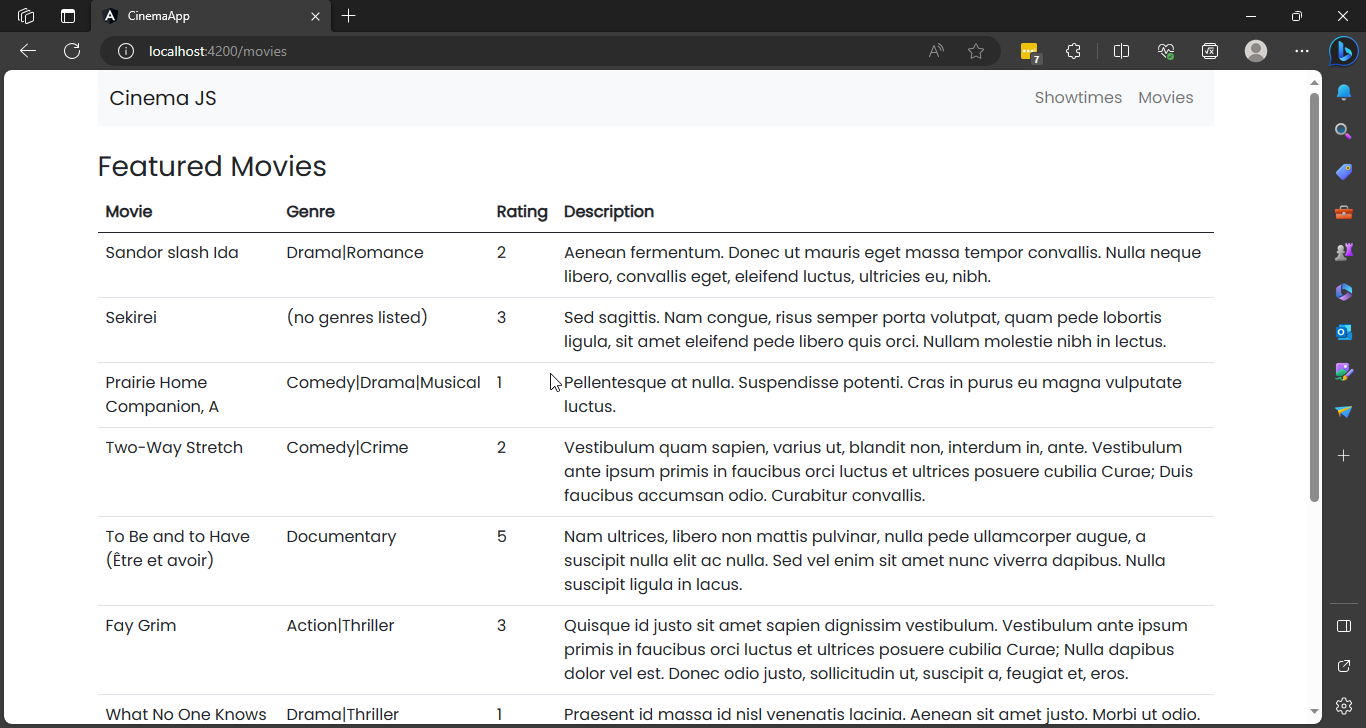 CinemaApp
localhost:4200/movies
7
Cinema JS
Showtimes Movies
Featured Movies
Movie Genre Rating Description
Sandor slash Ida Drama|Romance 2 Aenean fermentum. Donec ut mauris eget massa tempor convallis. Nulla neque
libero, convallis eget, eleifend luctus, ultricies eu, nibh.
Sekirei (no genres listed) 3 Sed sagittis. Nam congue, risus semper porta volutpat, quam pede lobortis
ligula, sit amet eleifend pede libero quis orci. Nullam molestie nibh in lectus.
Prairie Home Comedy|Drama|Musical 1 Pellentesque at nulla. Suspendisse potenti. Cras in purus eu magna vulputate
Companion, A luctus.
Two-Way Stretch Comedy|Crime 2 Vestibulum quam sapien, varius ut, blandit non, interdum in, ante. Vestibulum
ante ipsum primis in faucibus orci luctus et ultrices posuere cubilia Curae; Duis
faucibus accumsan odio. Curabitur convallis.
To Be and to Have Documentary 5 Nam ultrices, libero non mattis pulvinar, nulla pede ullamcorper augue, a
(Être et avoir) suscipit nulla elit ac nulla. Sed vel enim sit amet nunc viverra dapibus. Nulla
suscipit ligula in lacus.
Fay Grim Action|Thriller 3 Quisque id justo sit amet sapien dignissim vestibulum. Vestibulum ante ipsum
primis in faucibus orci luctus et ultrices posuere cubilia Curae; Nulla dapibus
dolor vel est. Donec odio justo, sollicitudin ut, suscipit a, feugiat et, eros.
What No One Knows Drama|Thriller 1 Praesent id massa id nisl venenatis lacinia. Aenean sit amet justo. Morbi ut odio.